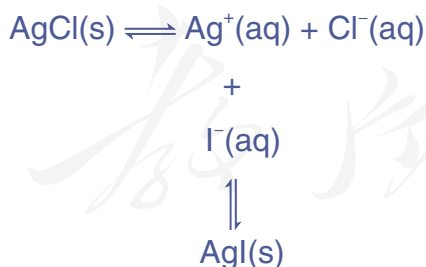 AgCl(s) ⇌ Ag⁺(aq) + Cl⁻(aq)
+
I⁻(aq)
⇌
AgI(s)